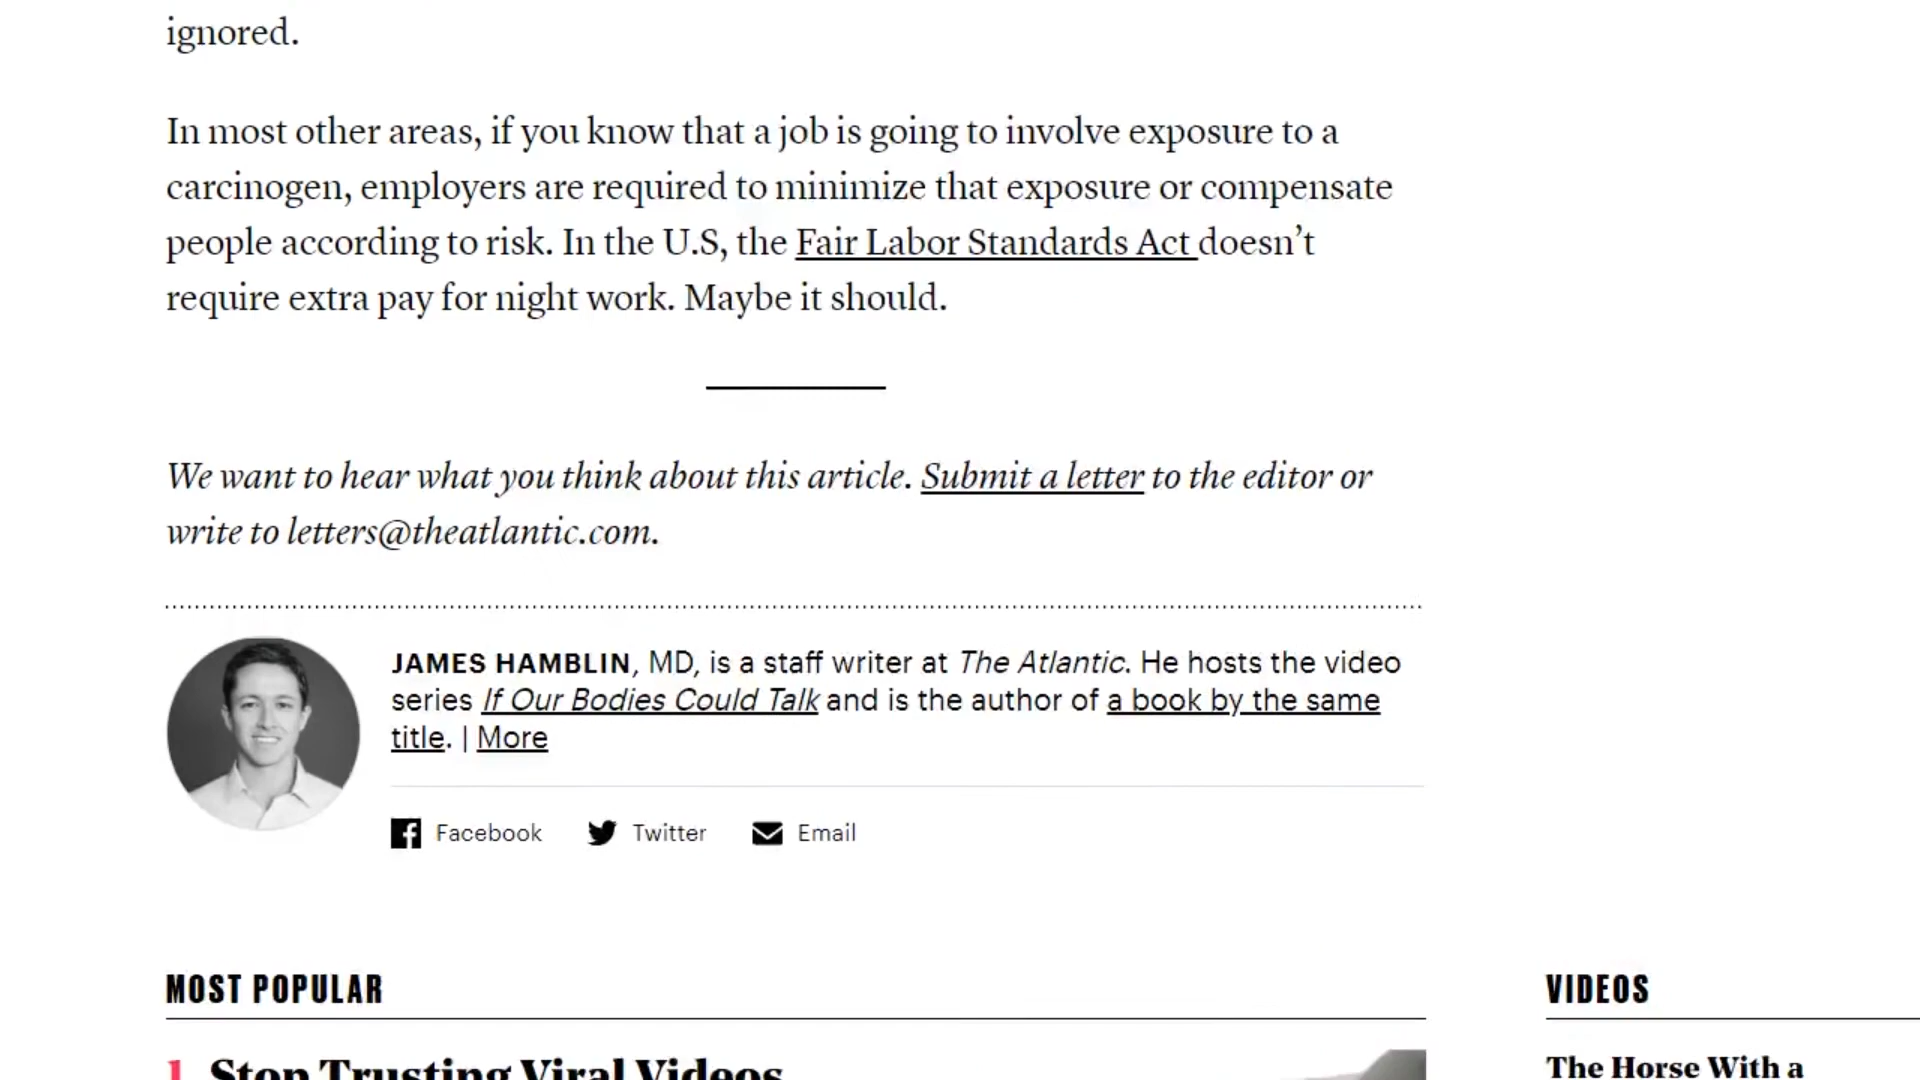 ignored.
In most other areas, if you know that a job is going to involve exposure to a
carcinogen, employers are required to minimize that exposure or compensate
people according to risk. In the U.S, the Fair Labor Standards Act doesn’t
require extra pay for night work. Maybe it should.
We want to hear what you think about this article. Submit a letter to the editor or
write to letters@theatlantic.com.
JAMES HAMBLIN, MD, is a staff writer at The Atlantic. He hosts the video
series If Our Bodies Could Talk and is the author of a book by the same
title. | More
Facebook Twitter Email
MOST POPULAR
1 Stop Trusting Viral Videos
VIDEOS
The Horse With a